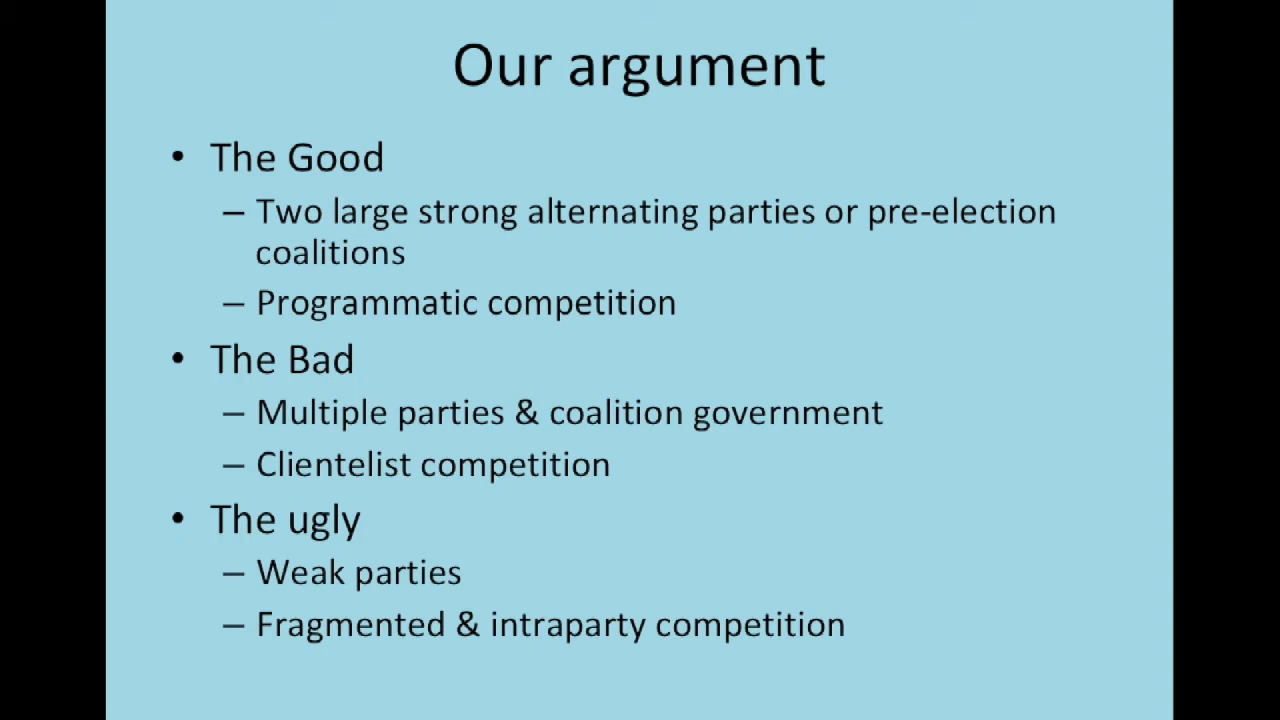 Our argument
• The Good
– Two large strong alternating parties or pre-election
coalitions
– Programmatic competition
• The Bad
– Multiple parties & coalition government
– Clientelist competition
• The ugly
– Weak parties
– Fragmented & intraparty competition